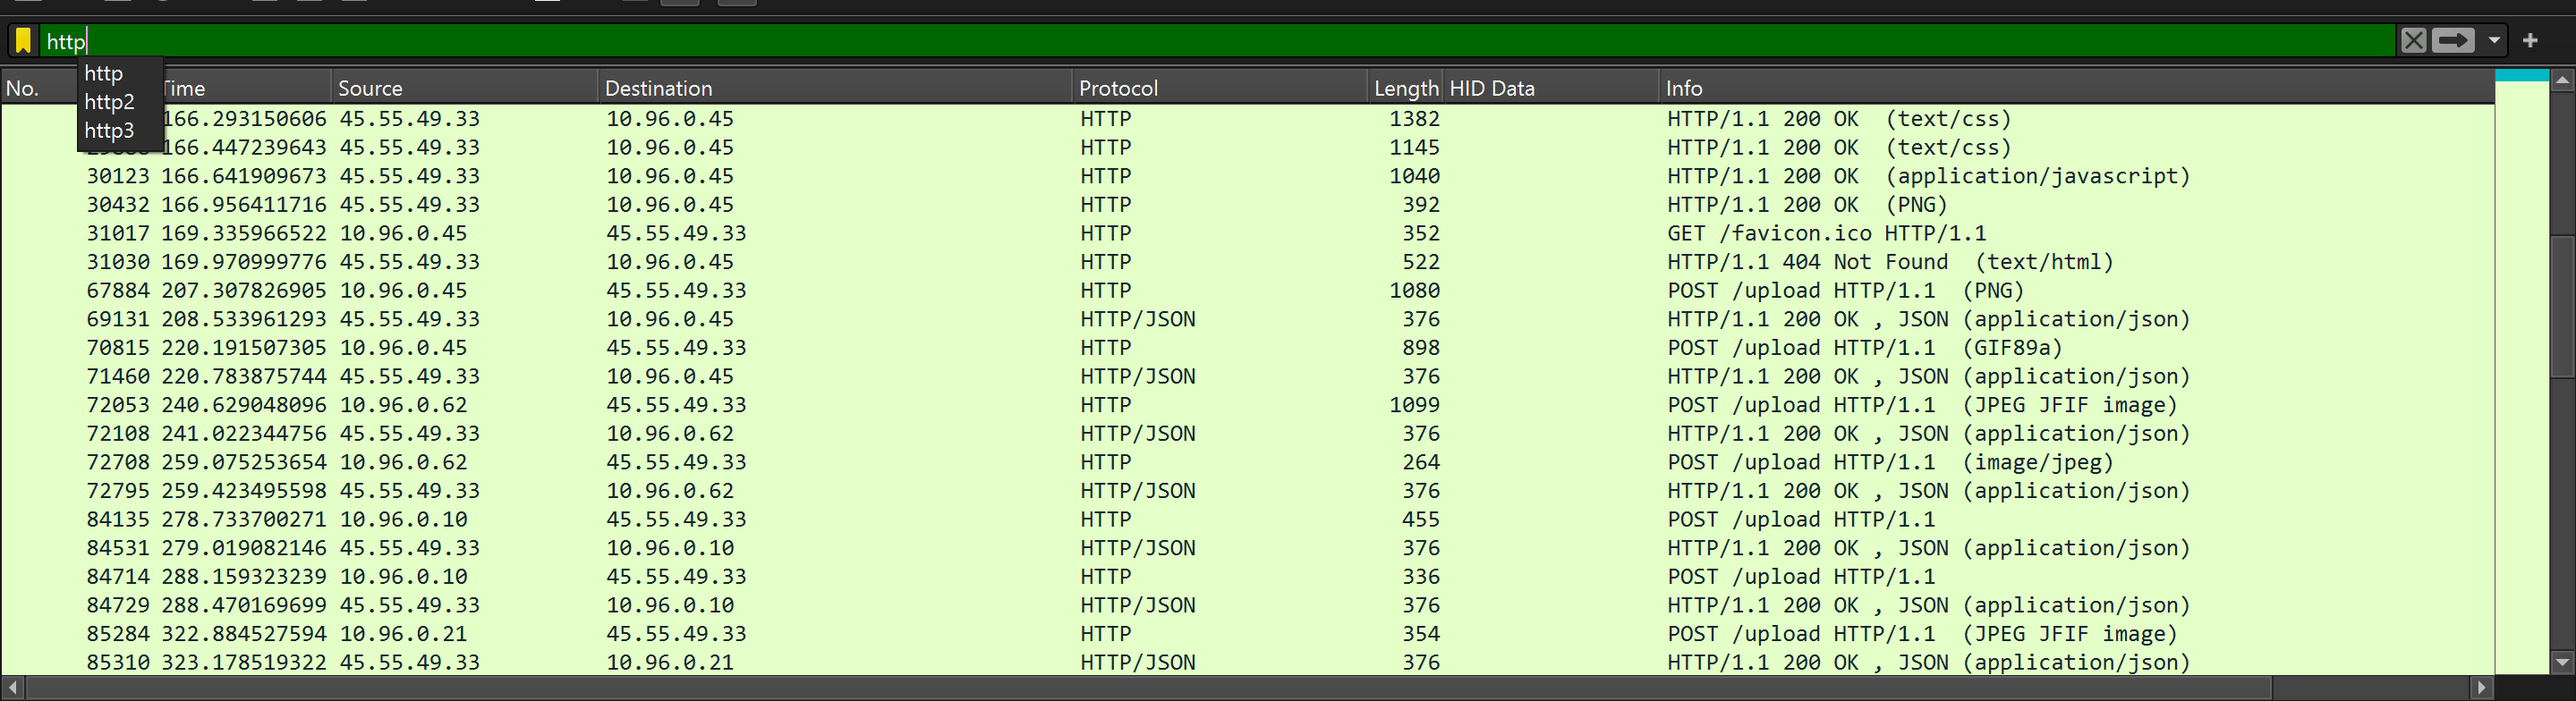 http
http
http2
http3
No. Time Source Destination Protocol Length HID Data Info
166.293150606 45.55.49.33 10.96.0.45 HTTP 1382 HTTP/1.1 200 OK (text/css)
166.447239643 45.55.49.33 10.96.0.45 HTTP 1145 HTTP/1.1 200 OK (text/css)
30123 166.641909673 45.55.49.33 10.96.0.45 HTTP 1040 HTTP/1.1 200 OK (application/javascript)
30432 166.956411716 45.55.49.33 10.96.0.45 HTTP 392 HTTP/1.1 200 OK (PNG)
31017 169.335966522 10.96.0.45 45.55.49.33 HTTP 352 GET /favicon.ico HTTP/1.1
31030 169.970999776 45.55.49.33 10.96.0.45 HTTP 522 HTTP/1.1 404 Not Found (text/html)
67884 207.307826905 10.96.0.45 45.55.49.33 HTTP 1080 POST /upload HTTP/1.1 (PNG)
69131 208.533961293 45.55.49.33 10.96.0.45 HTTP/JSON 376 HTTP/1.1 200 OK , JSON (application/json)
70815 220.191507305 10.96.0.45 45.55.49.33 HTTP 898 POST /upload HTTP/1.1 (GIF89a)
71460 220.783875744 45.55.49.33 10.96.0.45 HTTP/JSON 376 HTTP/1.1 200 OK , JSON (application/json)
72053 240.629048096 10.96.0.62 45.55.49.33 HTTP 1099 POST /upload HTTP/1.1 (JPEG JFIF image)
72108 241.022344756 45.55.49.33 10.96.0.62 HTTP/JSON 376 HTTP/1.1 200 OK , JSON (application/json)
72708 259.075253654 10.96.0.62 45.55.49.33 HTTP 264 POST /upload HTTP/1.1 (image/jpeg)
72795 259.423495598 45.55.49.33 10.96.0.62 HTTP/JSON 376 HTTP/1.1 200 OK , JSON (application/json)
84135 278.733700271 10.96.0.10 45.55.49.33 HTTP 455 POST /upload HTTP/1.1
84531 279.019082146 45.55.49.33 10.96.0.10 HTTP/JSON 376 HTTP/1.1 200 OK , JSON (application/json)
84714 288.159323239 10.96.0.10 45.55.49.33 HTTP 336 POST /upload HTTP/1.1
84729 288.470169699 45.55.49.33 10.96.0.10 HTTP/JSON 376 HTTP/1.1 200 OK , JSON (application/json)
85284 322.884527594 10.96.0.21 45.55.49.33 HTTP 354 POST /upload HTTP/1.1 (JPEG JFIF image)
85310 323.178519322 45.55.49.33 10.96.0.21 HTTP/JSON 376 HTTP/1.1 200 OK , JSON (application/json)